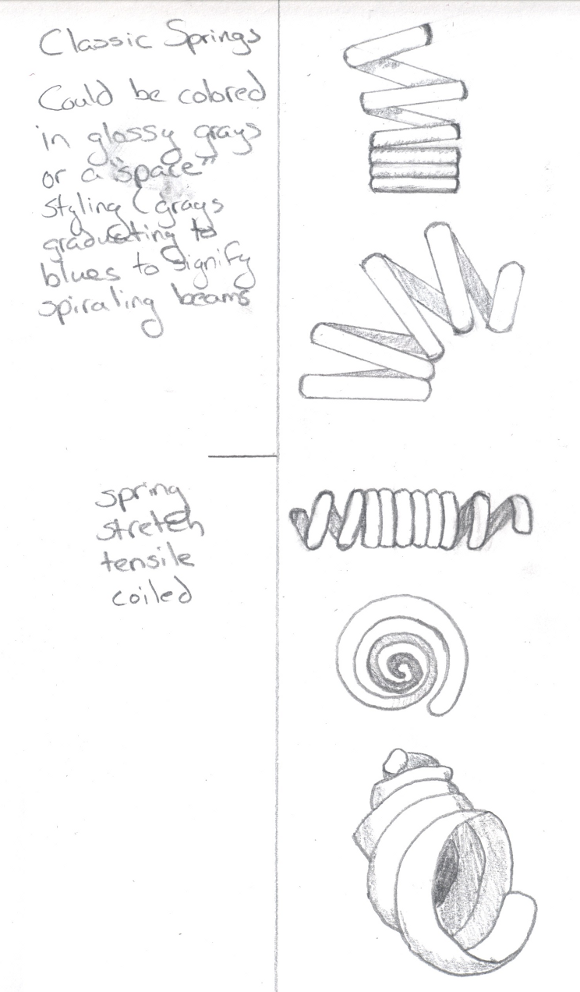 Classic Springs
Could be colored
in glossy grays
or a "space"
styling (grays
graduating to
blues to signify
spiraling beams
spring
stretch
tensile
coiled